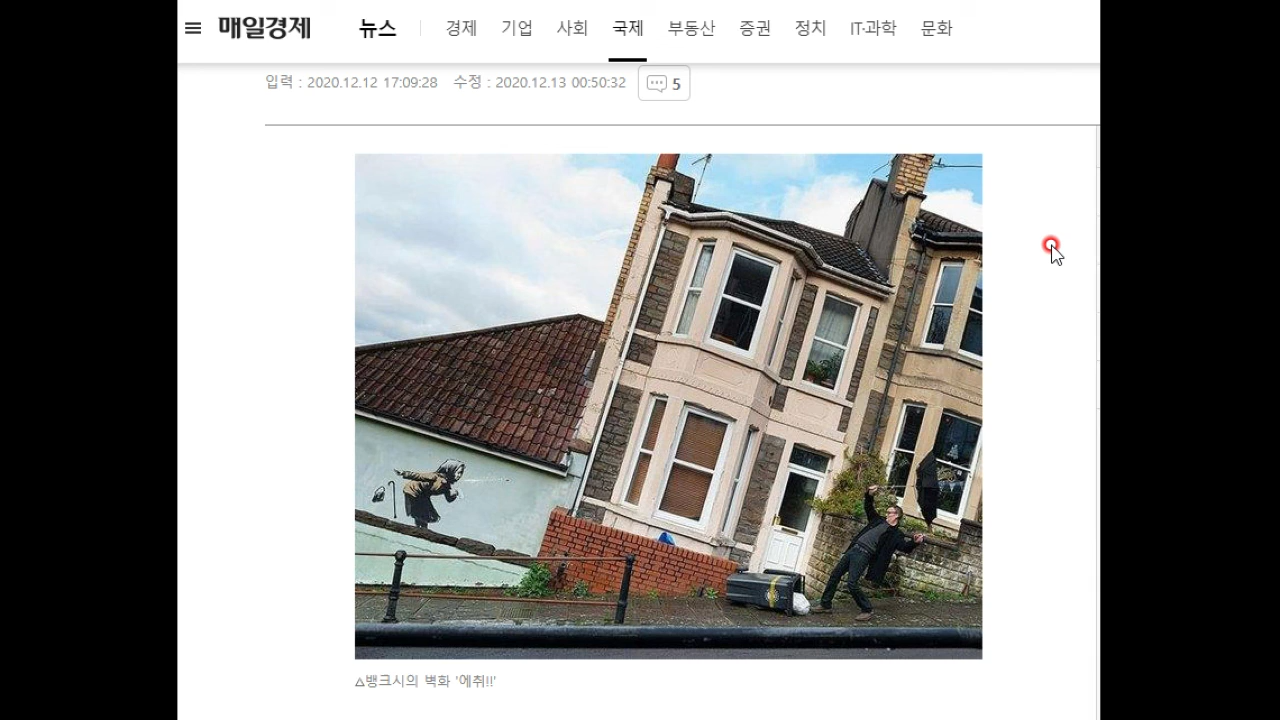 매일경제 뉴스 경제 기업 사회 국제 부동산 증권 정치 IT·과학 문화
입력 : 2020.12.12 17:09:28 수정 : 2020.12.13 00:50:32 5
△뱅크시의 벽화 '에취!!'